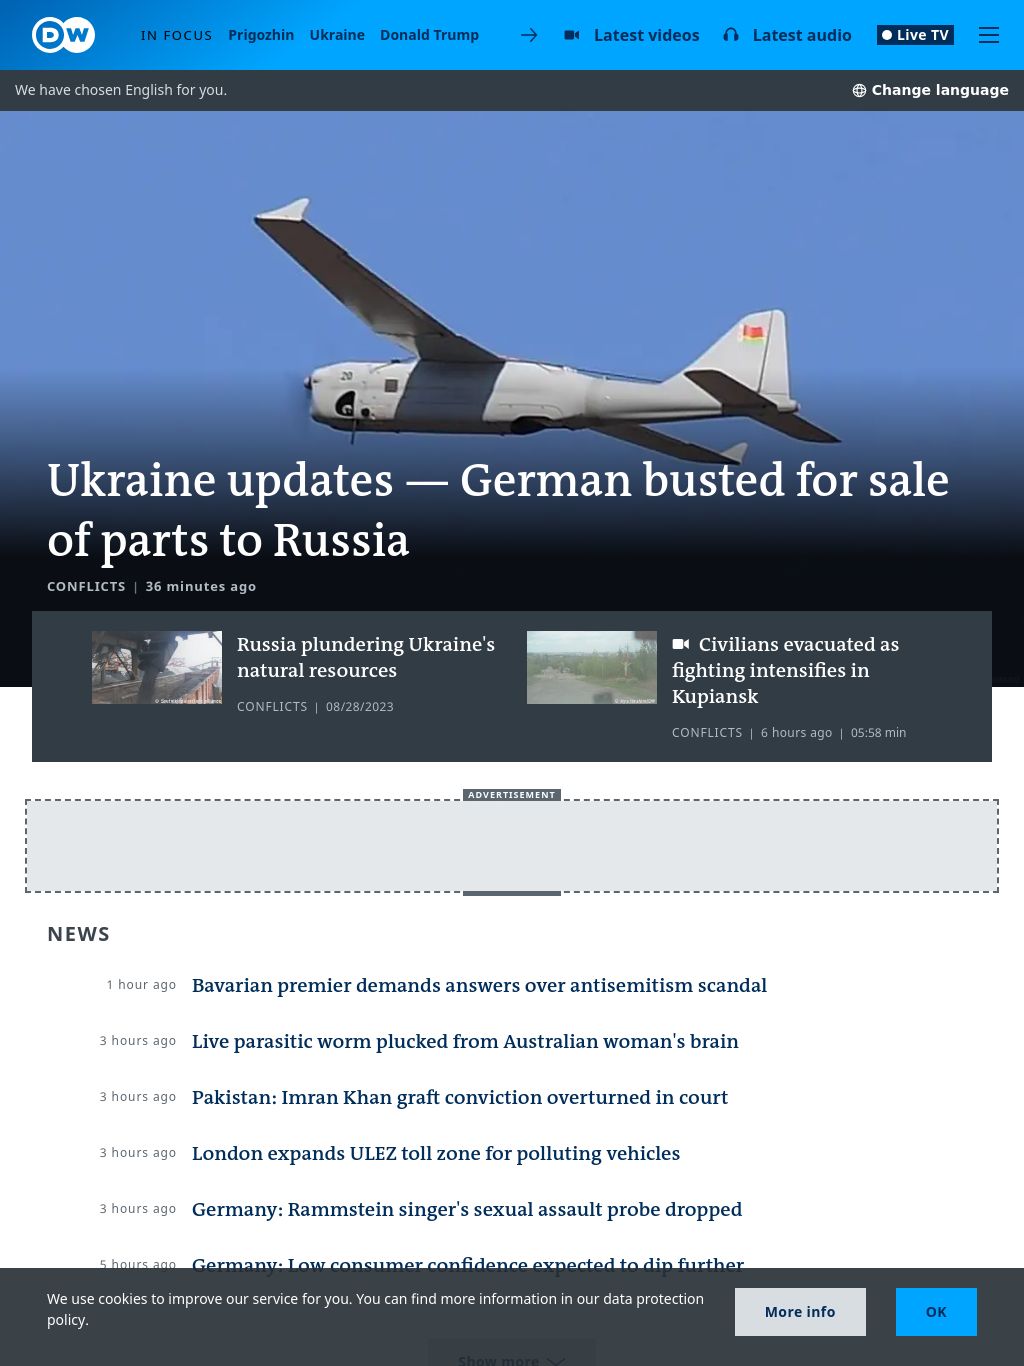 DW
IN FOCUS
Prigozhin
Ukraine
Donald Trump
Latest videos
Latest audio
Live TV
We have chosen English for you.
Change language
20
Ukraine updates — German busted for sale
of parts to Russia
CONFLICTS | 36 minutes ago
Russia plundering Ukraine's
natural resources
CONFLICTS | 08/28/2023
Civilians evacuated as
fighting intensifies in
Kupiansk
CONFLICTS | 6 hours ago | 05:58 min
ADVERTISEMENT
NEWS
1 hour ago Bavarian premier demands answers over antisemitism scandal
3 hours ago Live parasitic worm plucked from Australian woman's brain
3 hours ago Pakistan: Imran Khan graft conviction overturned in court
3 hours ago London expands ULEZ toll zone for polluting vehicles
3 hours ago Germany: Rammstein singer's sexual assault probe dropped
5 hours ago Germany: Low consumer confidence expected to dip further
We use cookies to improve our service for you. You can find more information in our data protection
policy.
More info
OK
Show more